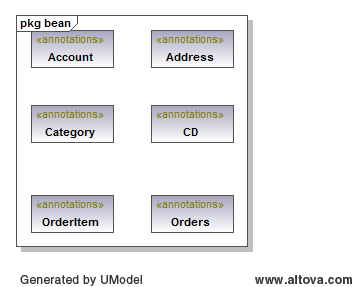 pkg bean
«annotations» «annotations»
Account Address
«annotations» «annotations»
Category CD
«annotations» «annotations»
OrderItem Orders
Generated by UModel www.altova.com